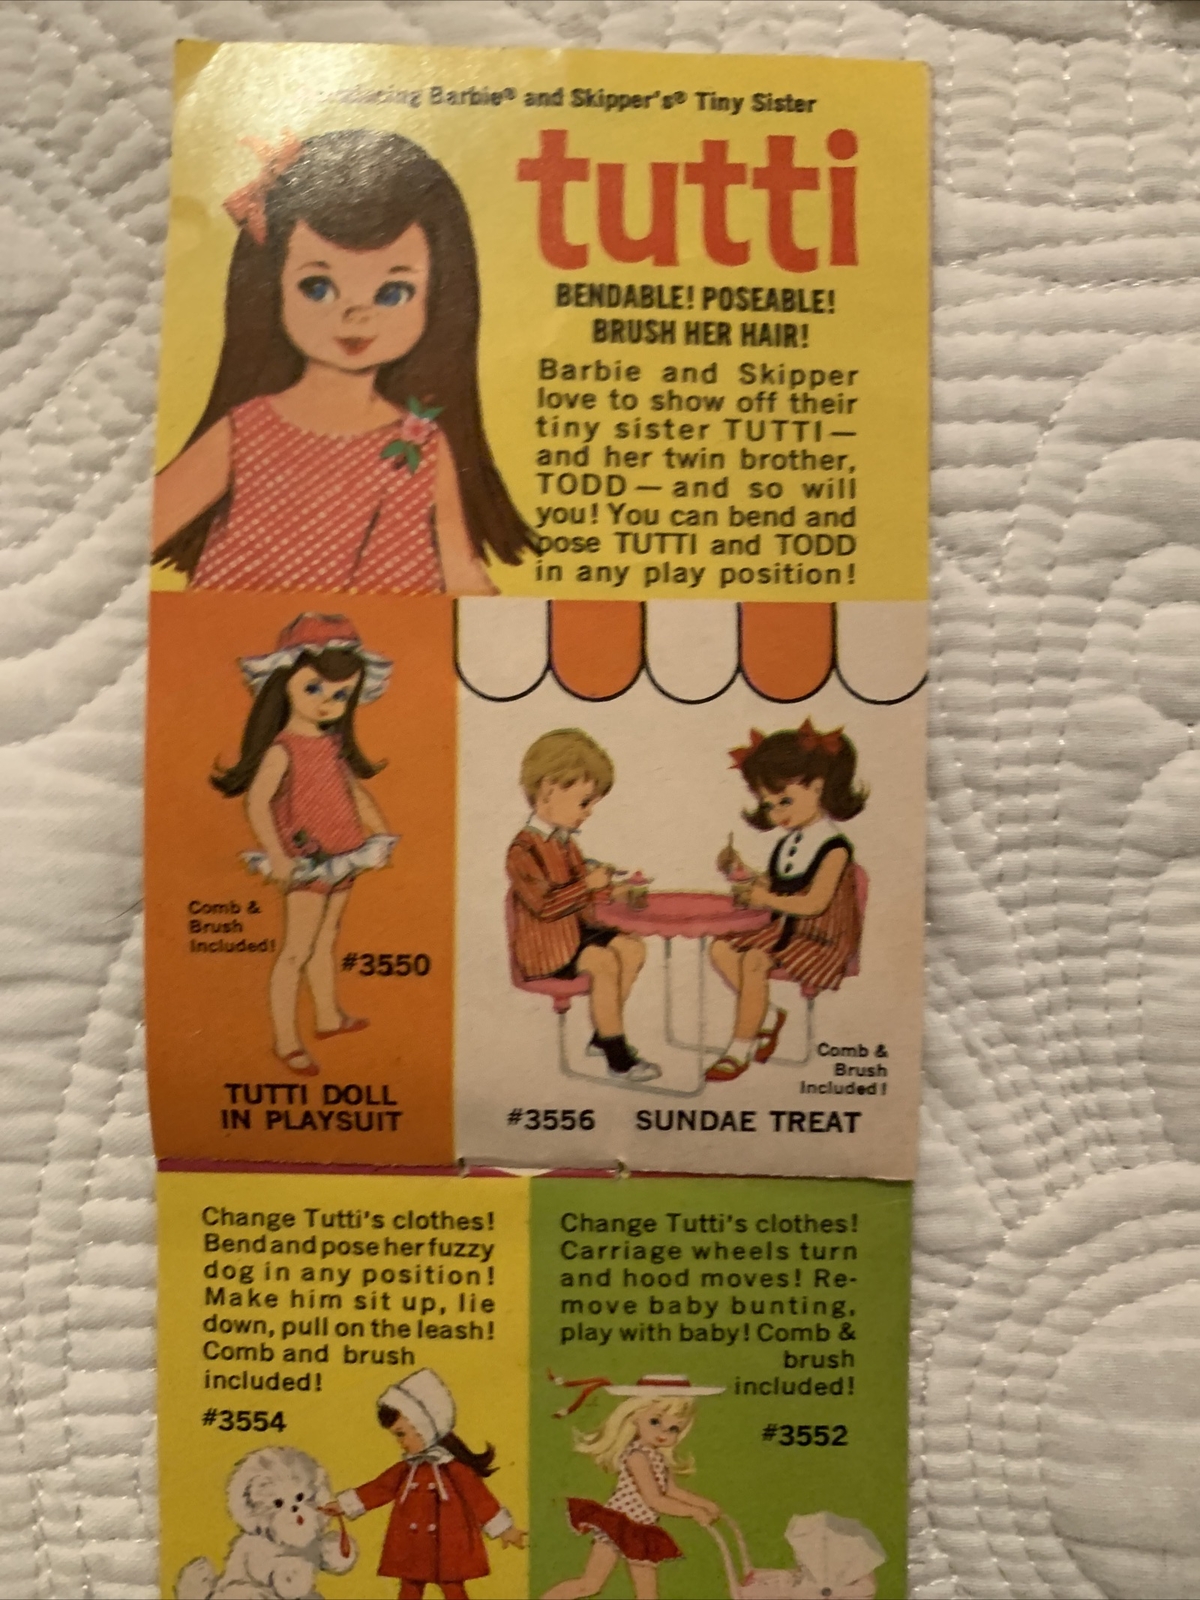 Barbie® and Skipper's® Tiny Sister
tutti
BENDABLE! POSEABLE!
BRUSH HER HAIR!
Barbie and Skipper
love to show off their
tiny sister TUTTI—
and her twin brother,
TODD—and so will
you! You can bend and
pose TUTTI and TODD
in any play position!
Comb &
Brush
Included!
#3550
TUTTI DOLL
IN PLAYSUIT
Comb &
Brush
Included!
#3556 SUNDAE TREAT
Change Tutti's clothes!
Bend and pose her fuzzy
dog in any position!
Make him sit up, lie
down, pull on the leash!
Comb and brush
included!
#3554
Change Tutti's clothes!
Carriage wheels turn
and hood moves! Re-
move baby bunting,
play with baby! Comb &
brush
included!
#3552